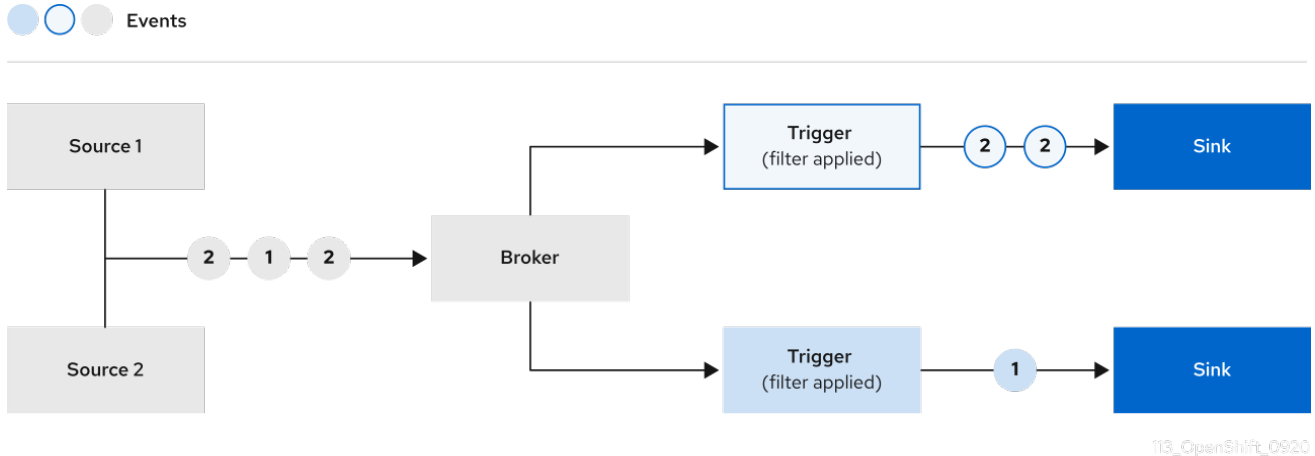 Events
Source 1
Trigger
(filter applied)
2
2
Sink
2
1
2
Broker
Source 2
Trigger
(filter applied)
1
Sink
113_OpenShift_0920